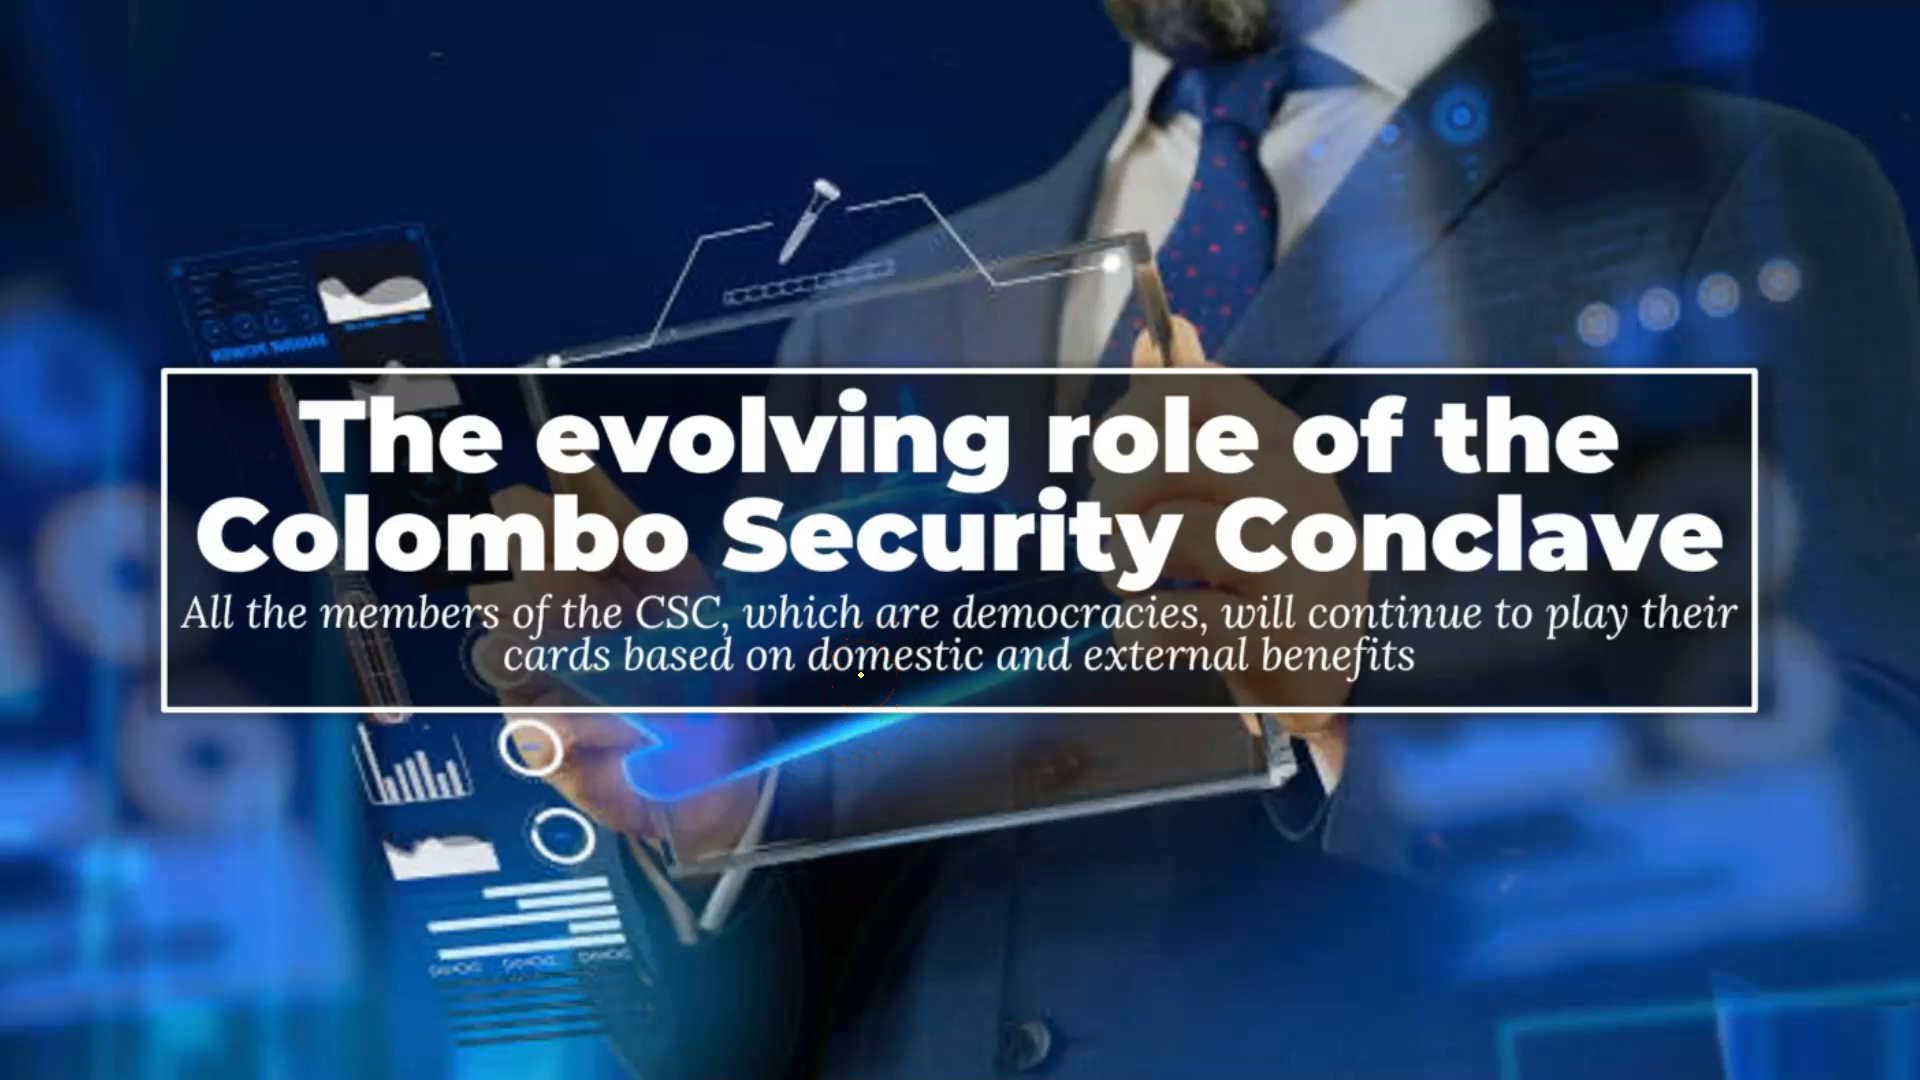 The evolving role of the
Colombo Security Conclave
All the members of the CSC, which are democracies, will continue to play their
cards based on domestic and external benefits